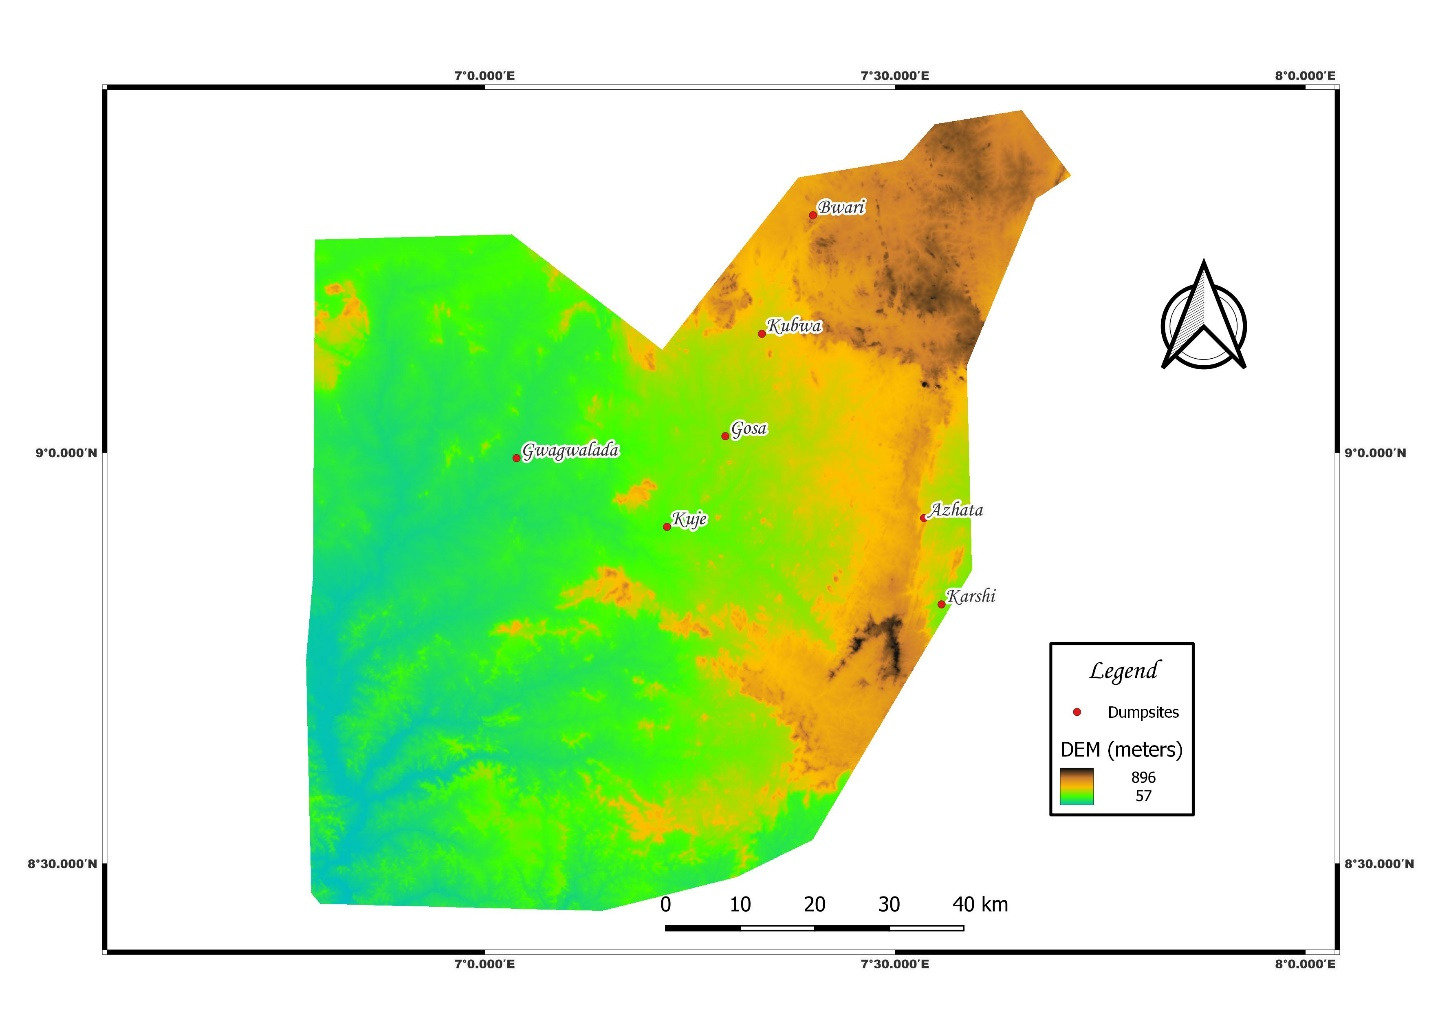 7°0.000′E 7°30.000′E 8°0.000′E
Bwari
Kubwa
Gosa
Gwagwalada
9°0.000′N 9°0.000′N
Azhata
Kuje
Karshi
Legend
Dumpsites
DEM (meters)
896
57
8°30.000′N 8°30.000′N
0 10 20 30 40 km
7°0.000′E 7°30.000′E 8°0.000′E